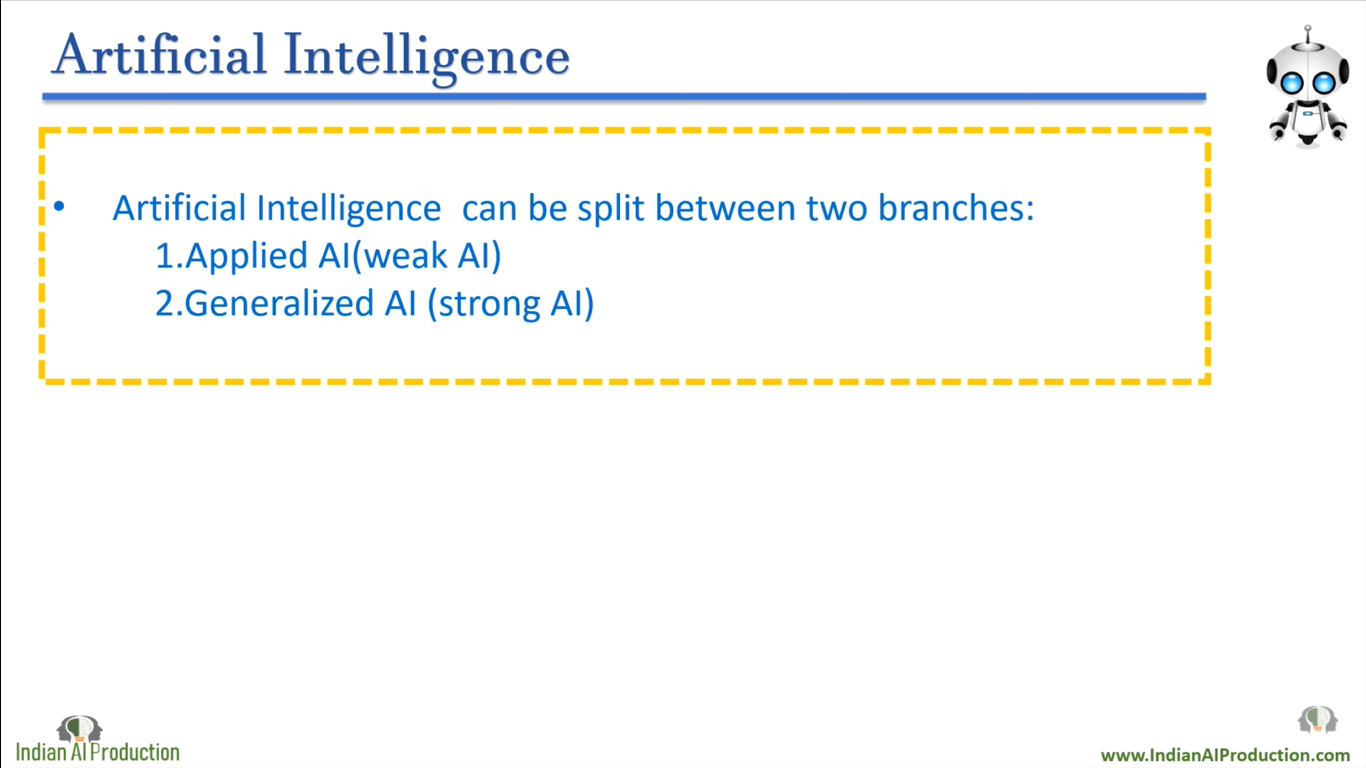 Artificial Intelligence
• Artificial Intelligence can be split between two branches:
1.Applied AI(weak AI)
2.Generalized AI (strong AI)
Indian AI Production
www.IndianAIProduction.com